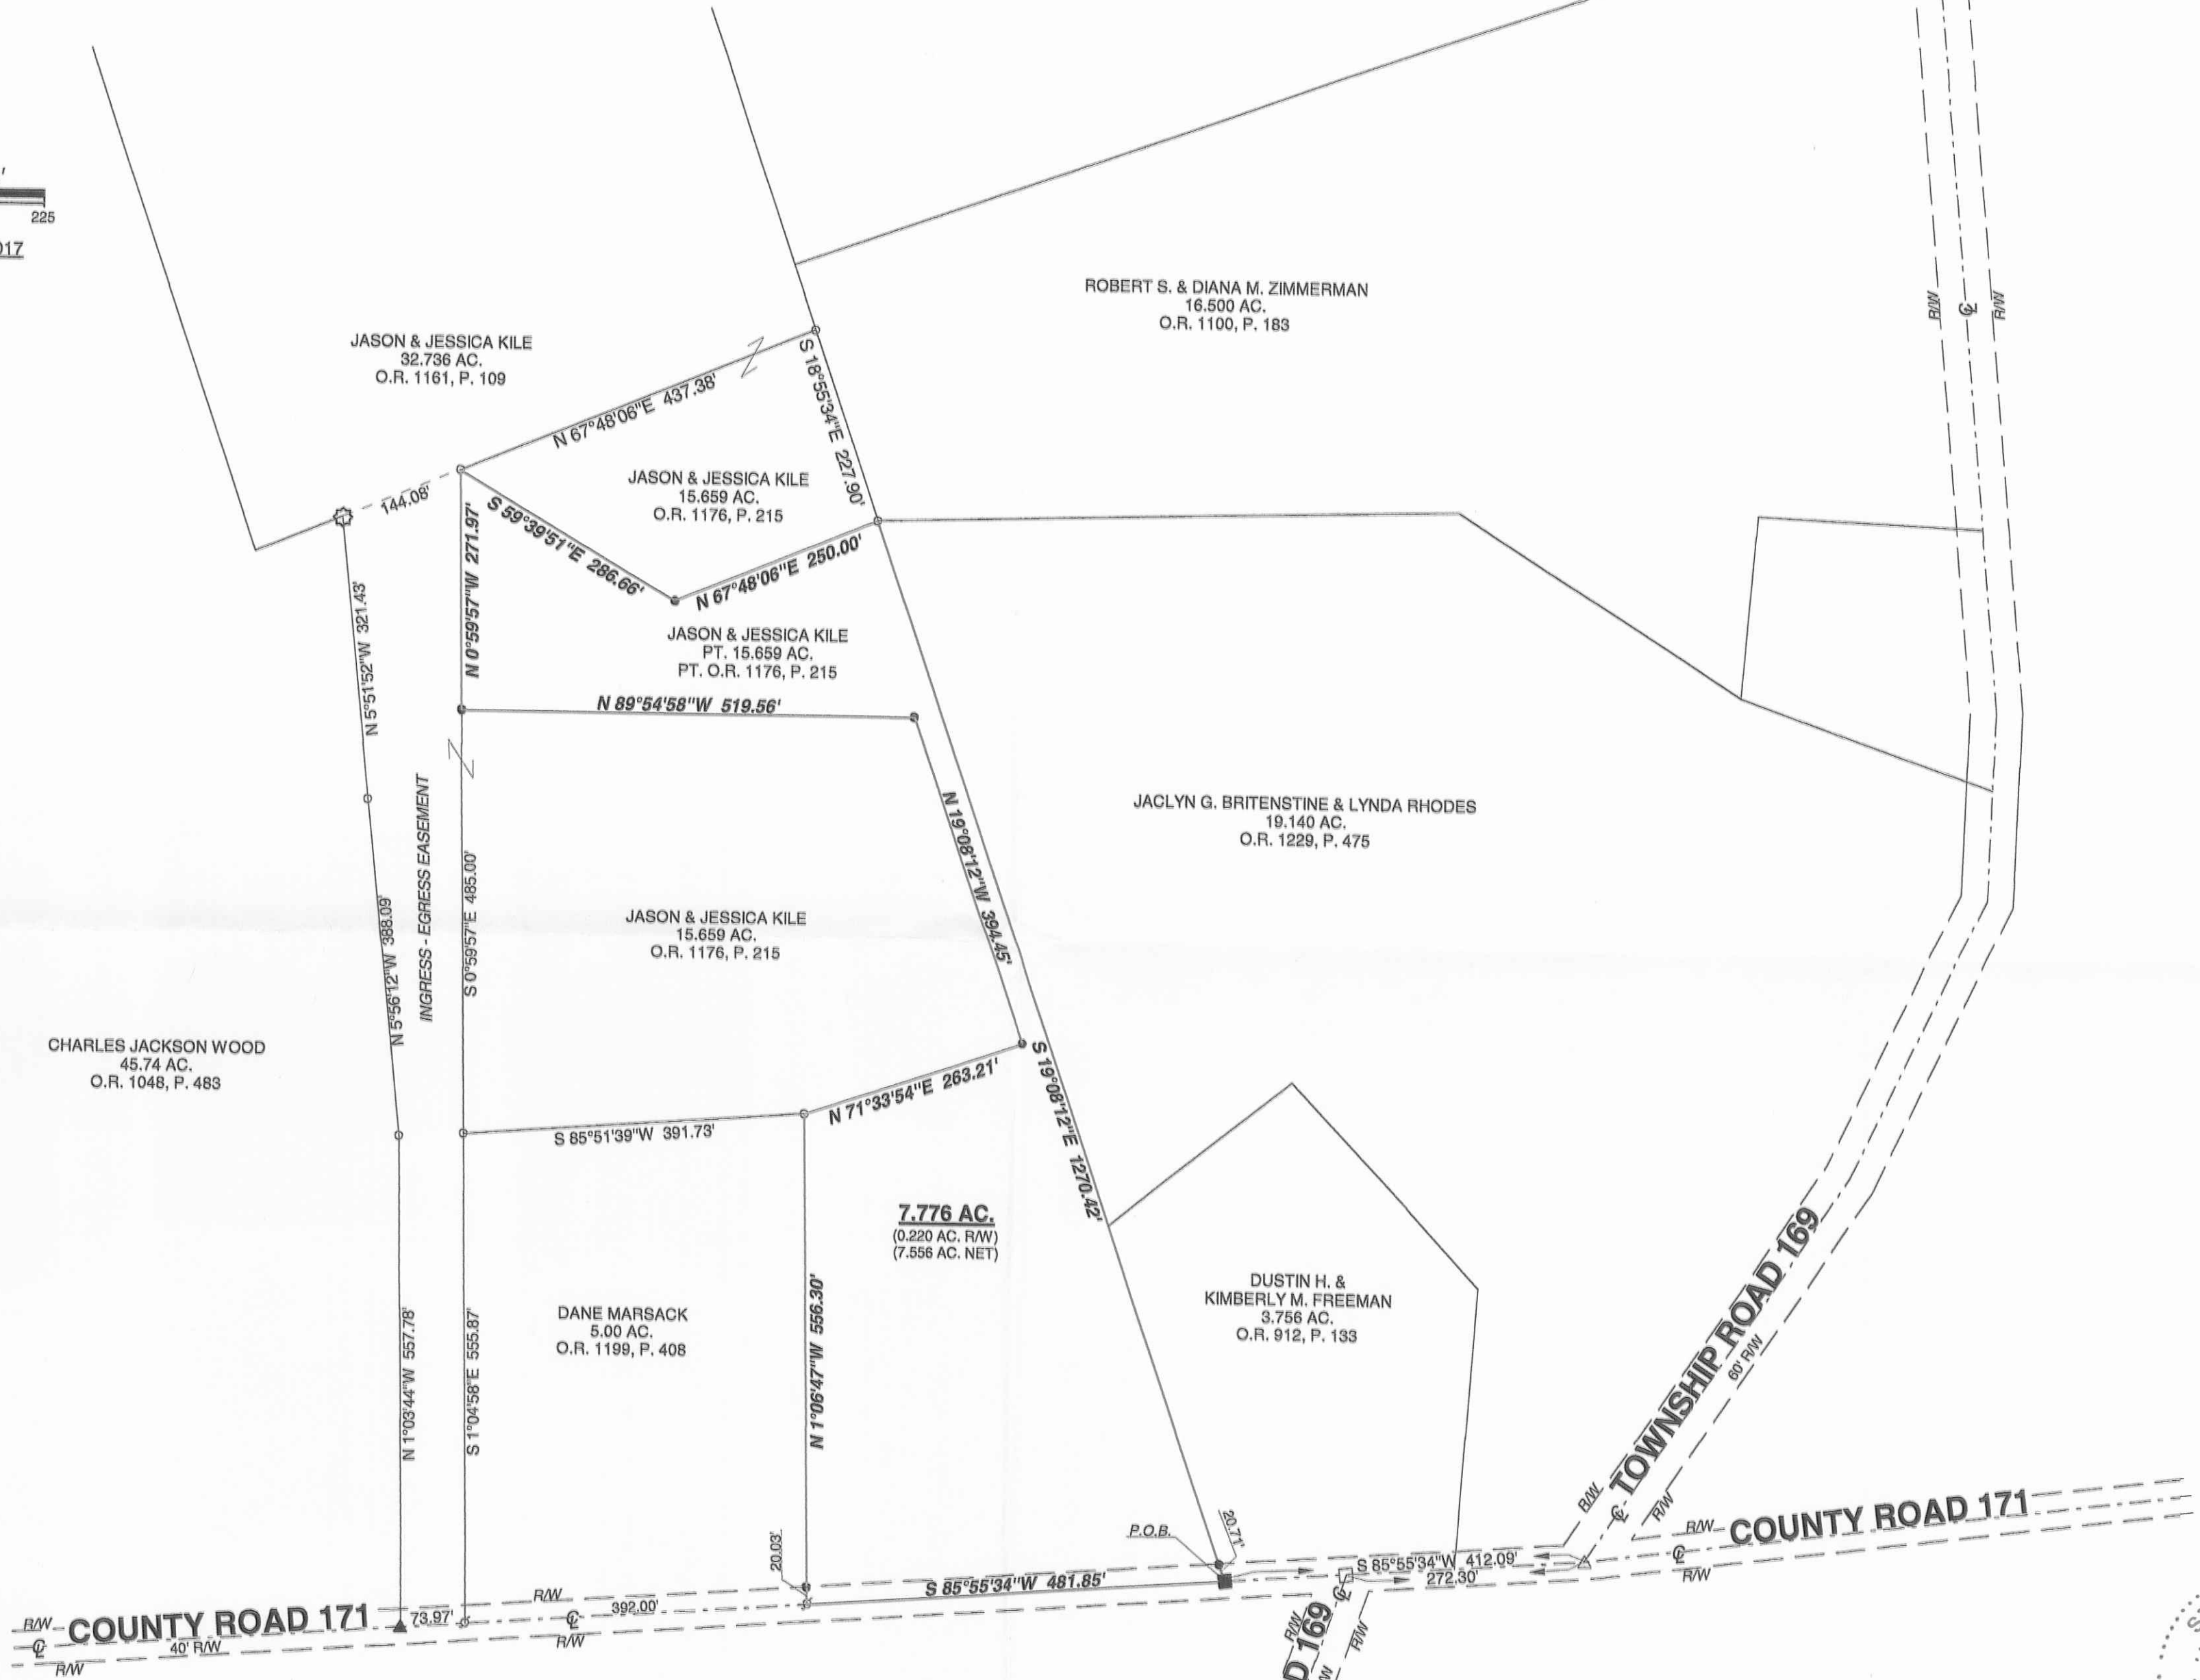 '
225
017
ROBERT S. & DIANA M. ZIMMERMAN
16.500 AC.
O.R. 1100, P. 183
R/W
℄
R/W
JASON & JESSICA KILE
32.736 AC.
O.R. 1161, P. 109
N 67°48'06"E 437.38'
S 18°55'34"E 227.90'
JASON & JESSICA KILE
15.659 AC.
O.R. 1176, P. 215
144.08'
S 59°39'51"E 286.66'
N 67°48'06"E 250.00'
N 0°59'57"W 271.97'
N 5°51'52"W 321.43'
JASON & JESSICA KILE
PT. 15.659 AC.
PT. O.R. 1176, P. 215
N 89°54'58"W 519.56'
INGRESS - EGRESS EASEMENT
S 0°59'57"E 485.00'
N 19°08'12"W 394.45'
JACLYN G. BRITENSTINE & LYNDA RHODES
19.140 AC.
O.R. 1229, P. 475
N 5°56'12"W 388.09'
JASON & JESSICA KILE
15.659 AC.
O.R. 1176, P. 215
CHARLES JACKSON WOOD
45.74 AC.
O.R. 1048, P. 483
N 71°33'54"E 263.21'
S 19°08'12"E 1270.42'
S 85°51'39"W 391.73'
7.776 AC.
(0.220 AC. R/W)
(7.556 AC. NET)
DUSTIN H. &
KIMBERLY M. FREEMAN
3.756 AC.
O.R. 912, P. 133
DANE MARSACK
5.00 AC.
O.R. 1199, P. 408
N 1°03'44"W 557.78'
S 1°04'58"E 555.87'
N 1°06'47"W 556.30'
R/W
℄ TOWNSHIP ROAD 169
60' R/W
R/W
20.03'
P.O.B.
20.71'
R/W COUNTY ROAD 171
℄
R/W
S 85°55'34"W 412.09'
272.30'
S 85°55'34"W 481.85'
R/W
℄
392.00'
R/W
73.97'
R/W COUNTY ROAD 171
℄
40' R/W
R/W
℄
R/W
D 169
R/W
W
S